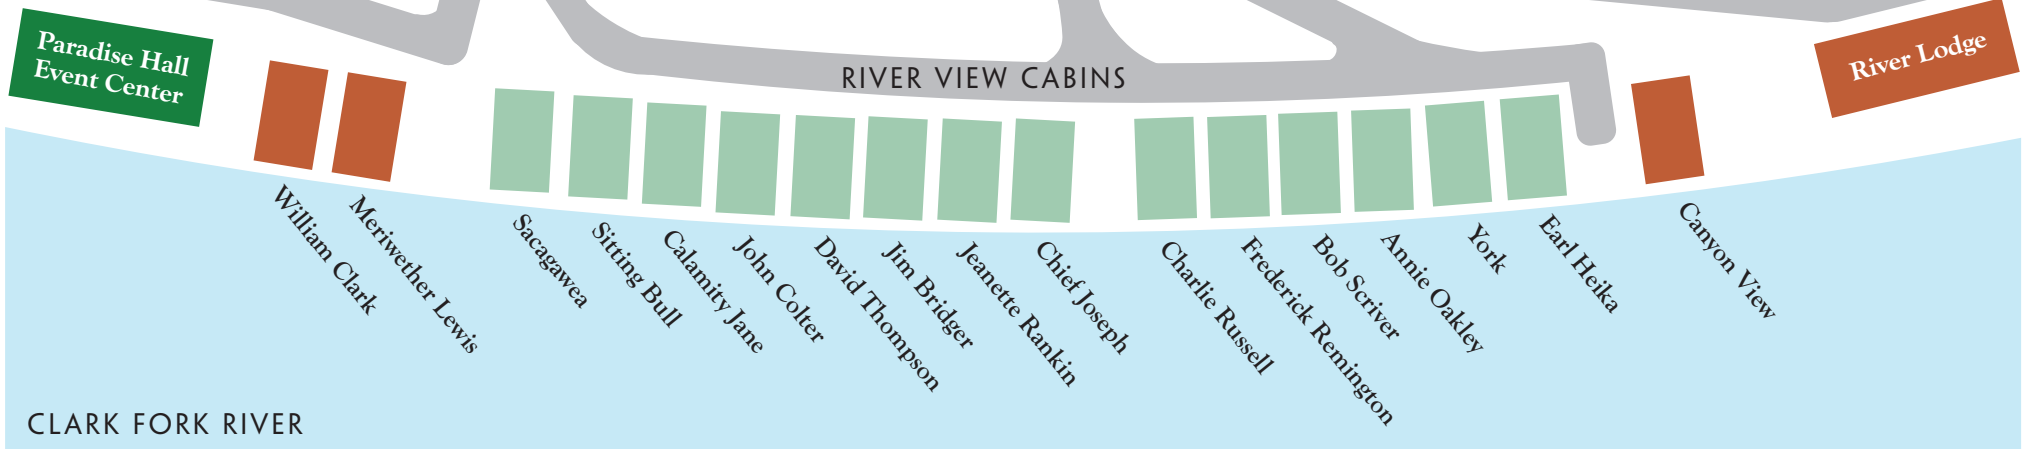 Paradise Hall
Event Center
RIVER VIEW CABINS
River Lodge
William Clark
Meriwether Lewis
Sacagawea
Sitting Bull
Calamity Jane
John Colter
David Thompson
Jim Bridger
Jeanette Rankin
Chief Joseph
Charlie Russell
Frederick Remington
Bob Scriver
Annie Oakley
York
Earl Heika
Canyon View
CLARK FORK RIVER